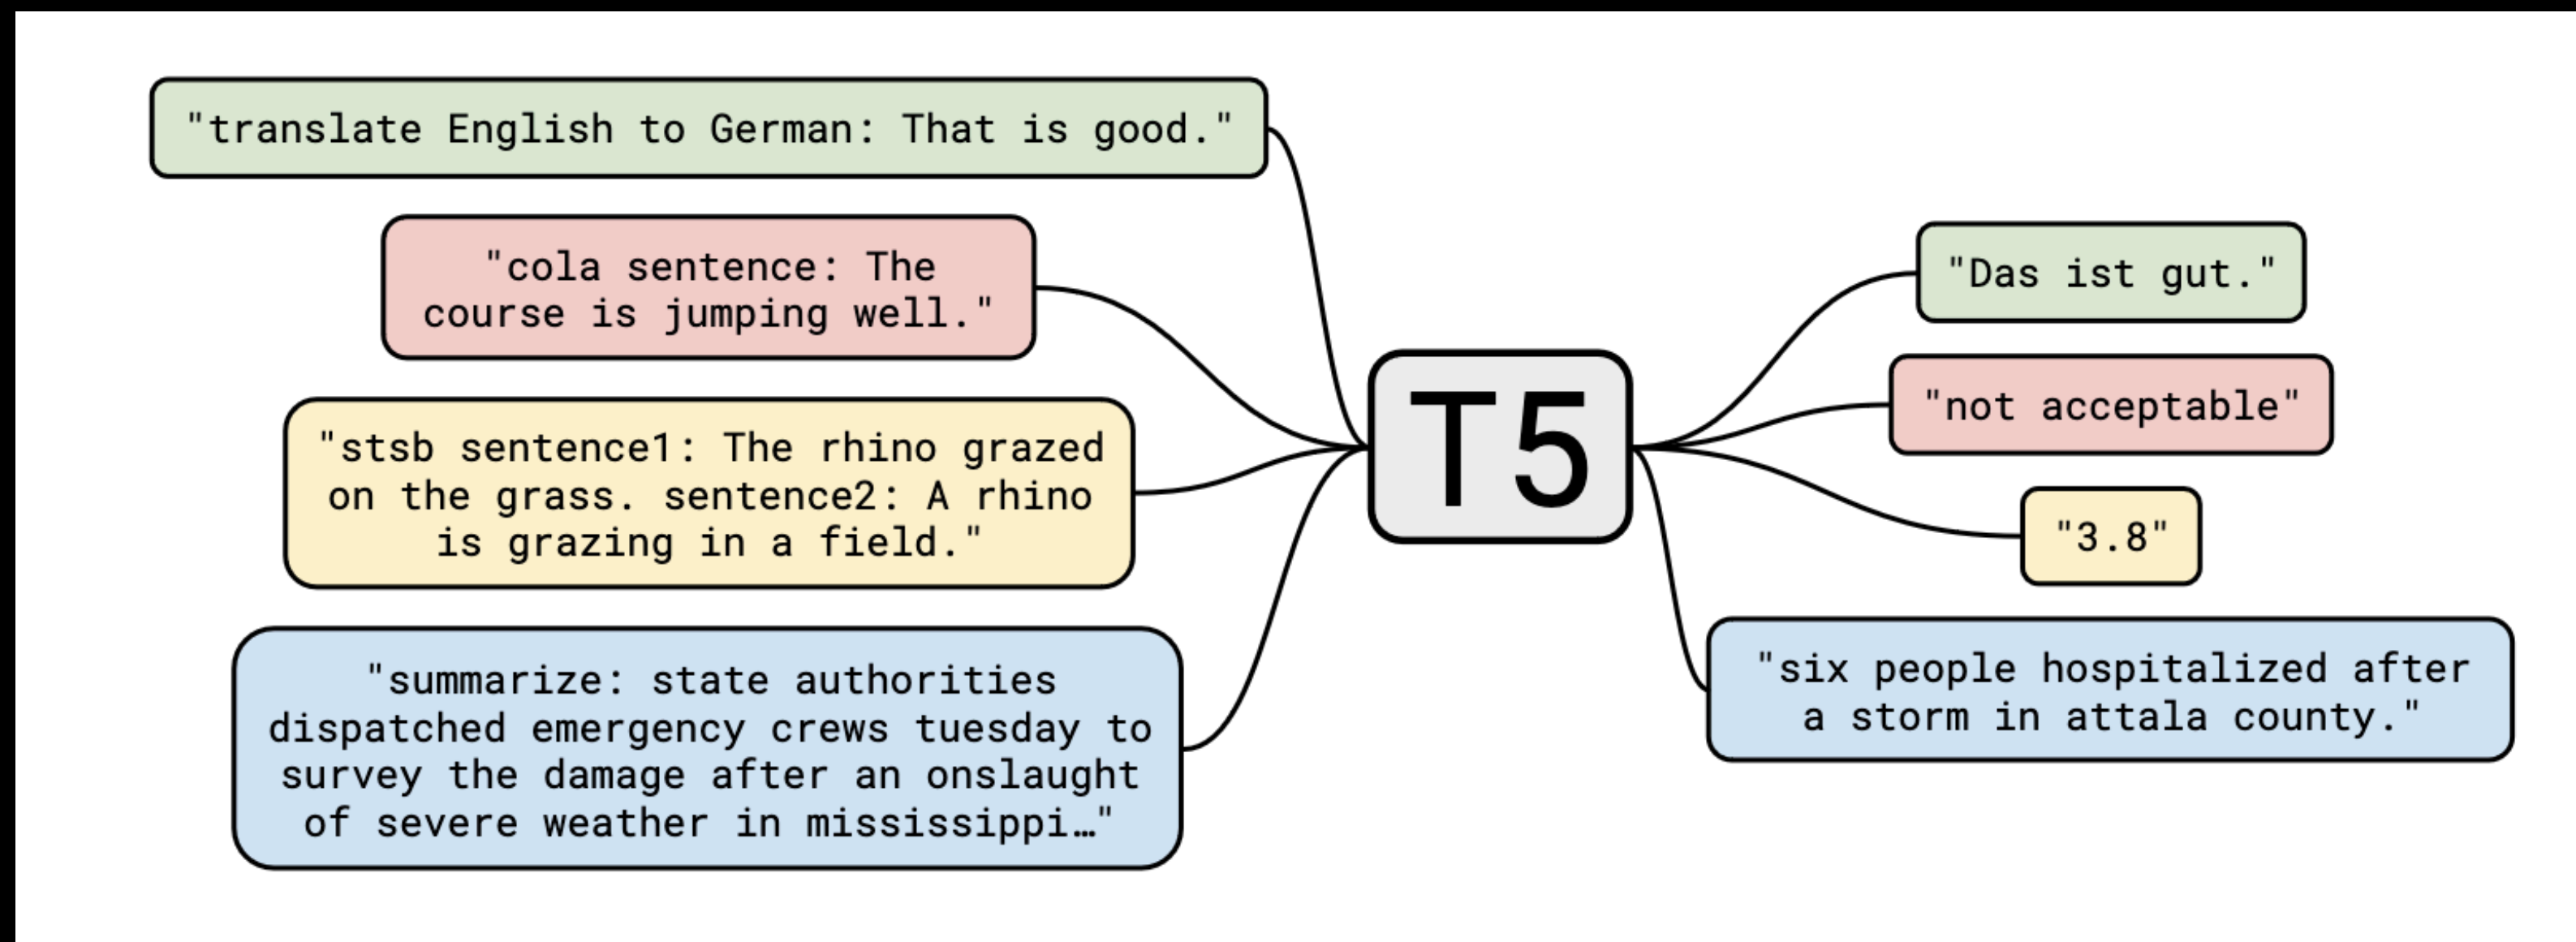 "translate English to German: That is good."
"cola sentence: The
course is jumping well."
"stsb sentence1: The rhino grazed
on the grass. sentence2: A rhino
is grazing in a field."
"summarize: state authorities
dispatched emergency crews tuesday to
survey the damage after an onslaught
of severe weather in mississippi…"
T5
"Das ist gut."
"not acceptable"
"3.8"
"six people hospitalized after
a storm in attala county."